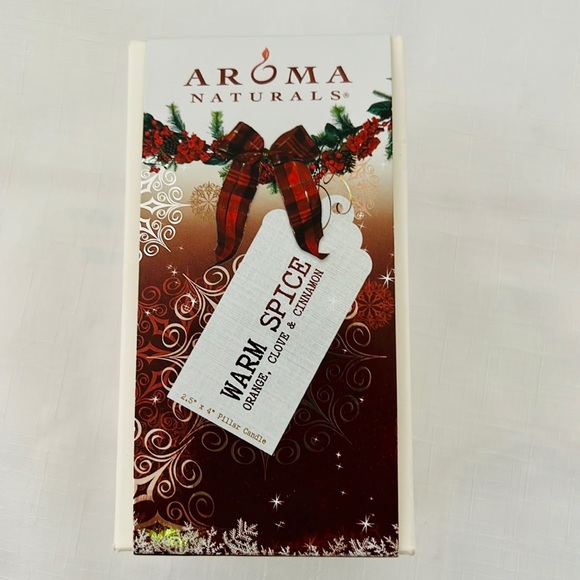 AROMA
NATURALS®
WARM SPICE
ORANGE, CLOVE & CINNAMON
2.5" x 4" Pillar Candle